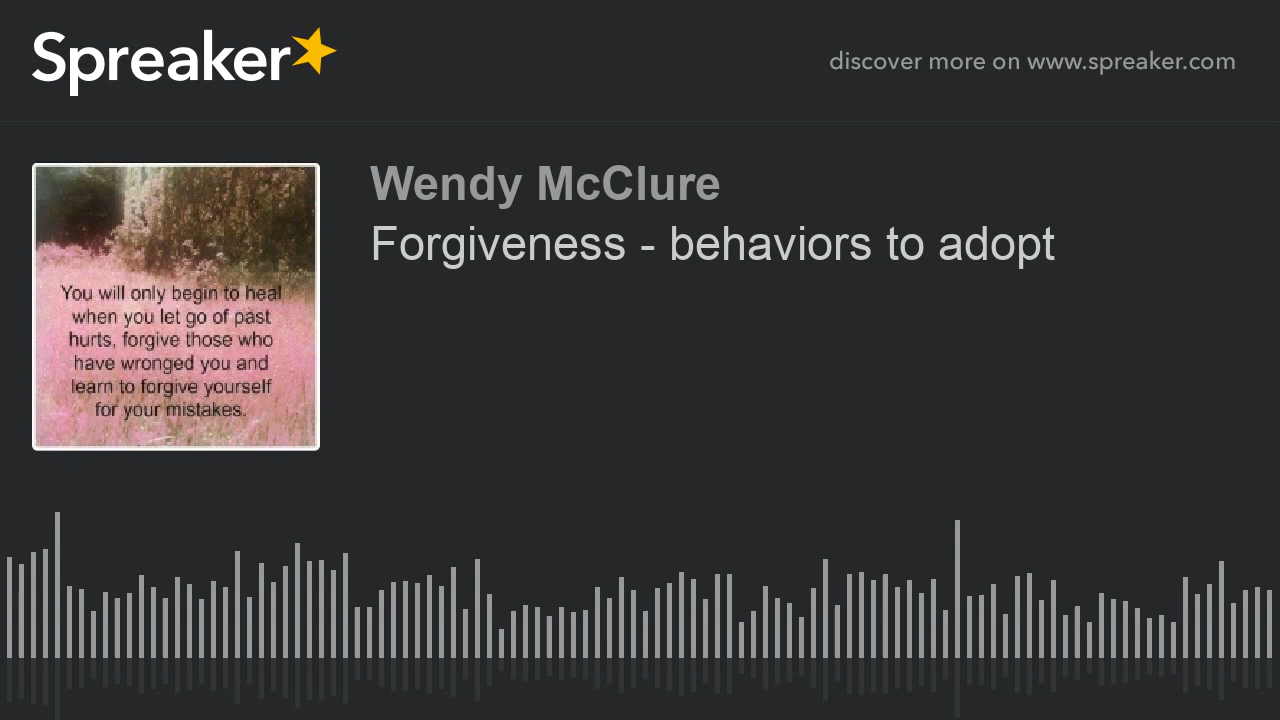 Spreaker
discover more on www.spreaker.com
Wendy McClure
Forgiveness - behaviors to adopt
You will only begin to heal
when you let go of past
hurts, forgive those who
have wronged you and
learn to forgive yourself
for your mistakes.